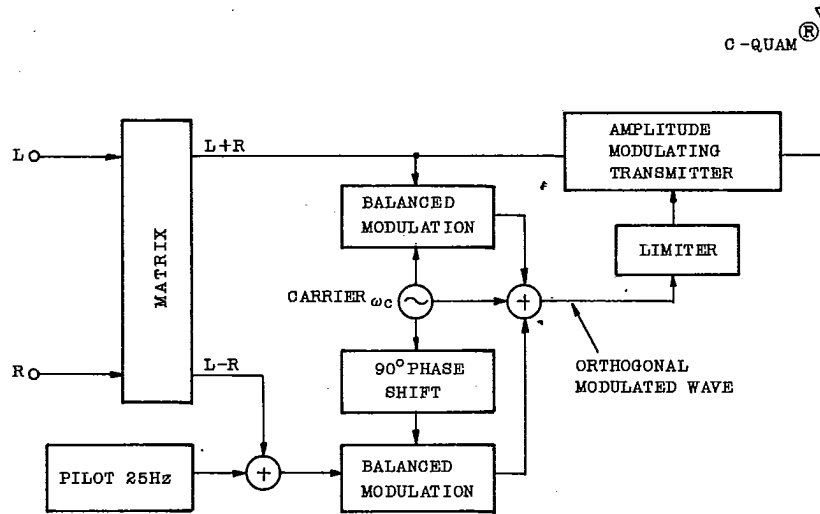 C-QUAM®
L
MATRIX
L+R
AMPLITUDE
MODULATING
TRANSMITTER
BALANCED
MODULATION
LIMITER
CARRIER ωc
R
L-R
90° PHASE
SHIFT
ORTHOGONAL
MODULATED WAVE
PILOT 25Hz
BALANCED
MODULATION